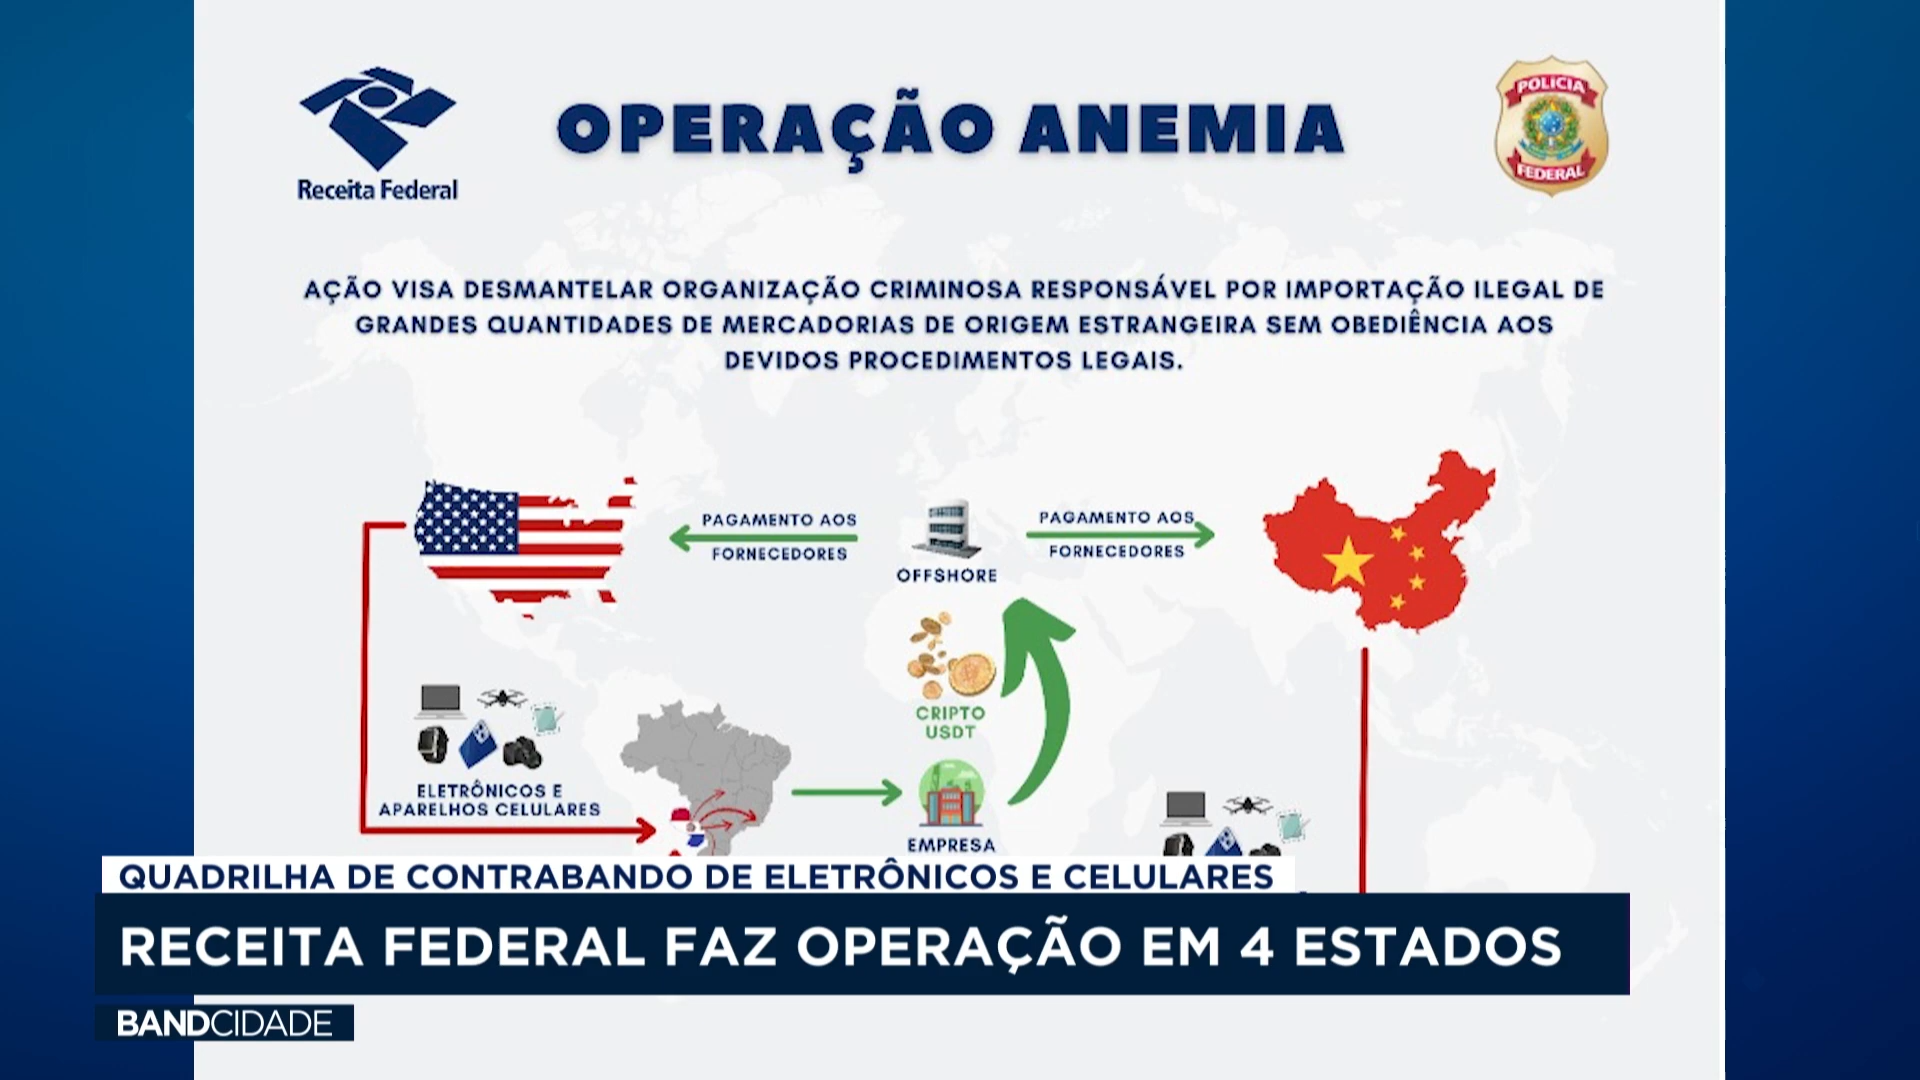 POLICIA
FEDERAL
Receita Federal
OPERAÇÃO ANEMIA
AÇÃO VISA DESMANTELAR ORGANIZAÇÃO CRIMINOSA RESPONSÁVEL POR IMPORTAÇÃO ILEGAL DE
GRANDES QUANTIDADES DE MERCADORIAS DE ORIGEM ESTRANGEIRA SEM OBEDIÊNCIA AOS
DEVIDOS PROCEDIMENTOS LEGAIS.
PAGAMENTO AOS
FORNECEDORES
OFFSHORE
PAGAMENTO AOS
FORNECEDORES
CRIPTO
USDT
ELETRÔNICOS E
APARELHOS CELULARES
EMPRESA
QUADRILHA DE CONTRABANDO DE ELETRÔNICOS E CELULARES
RECEITA FEDERAL FAZ OPERAÇÃO EM 4 ESTADOS
BANDCIDADE